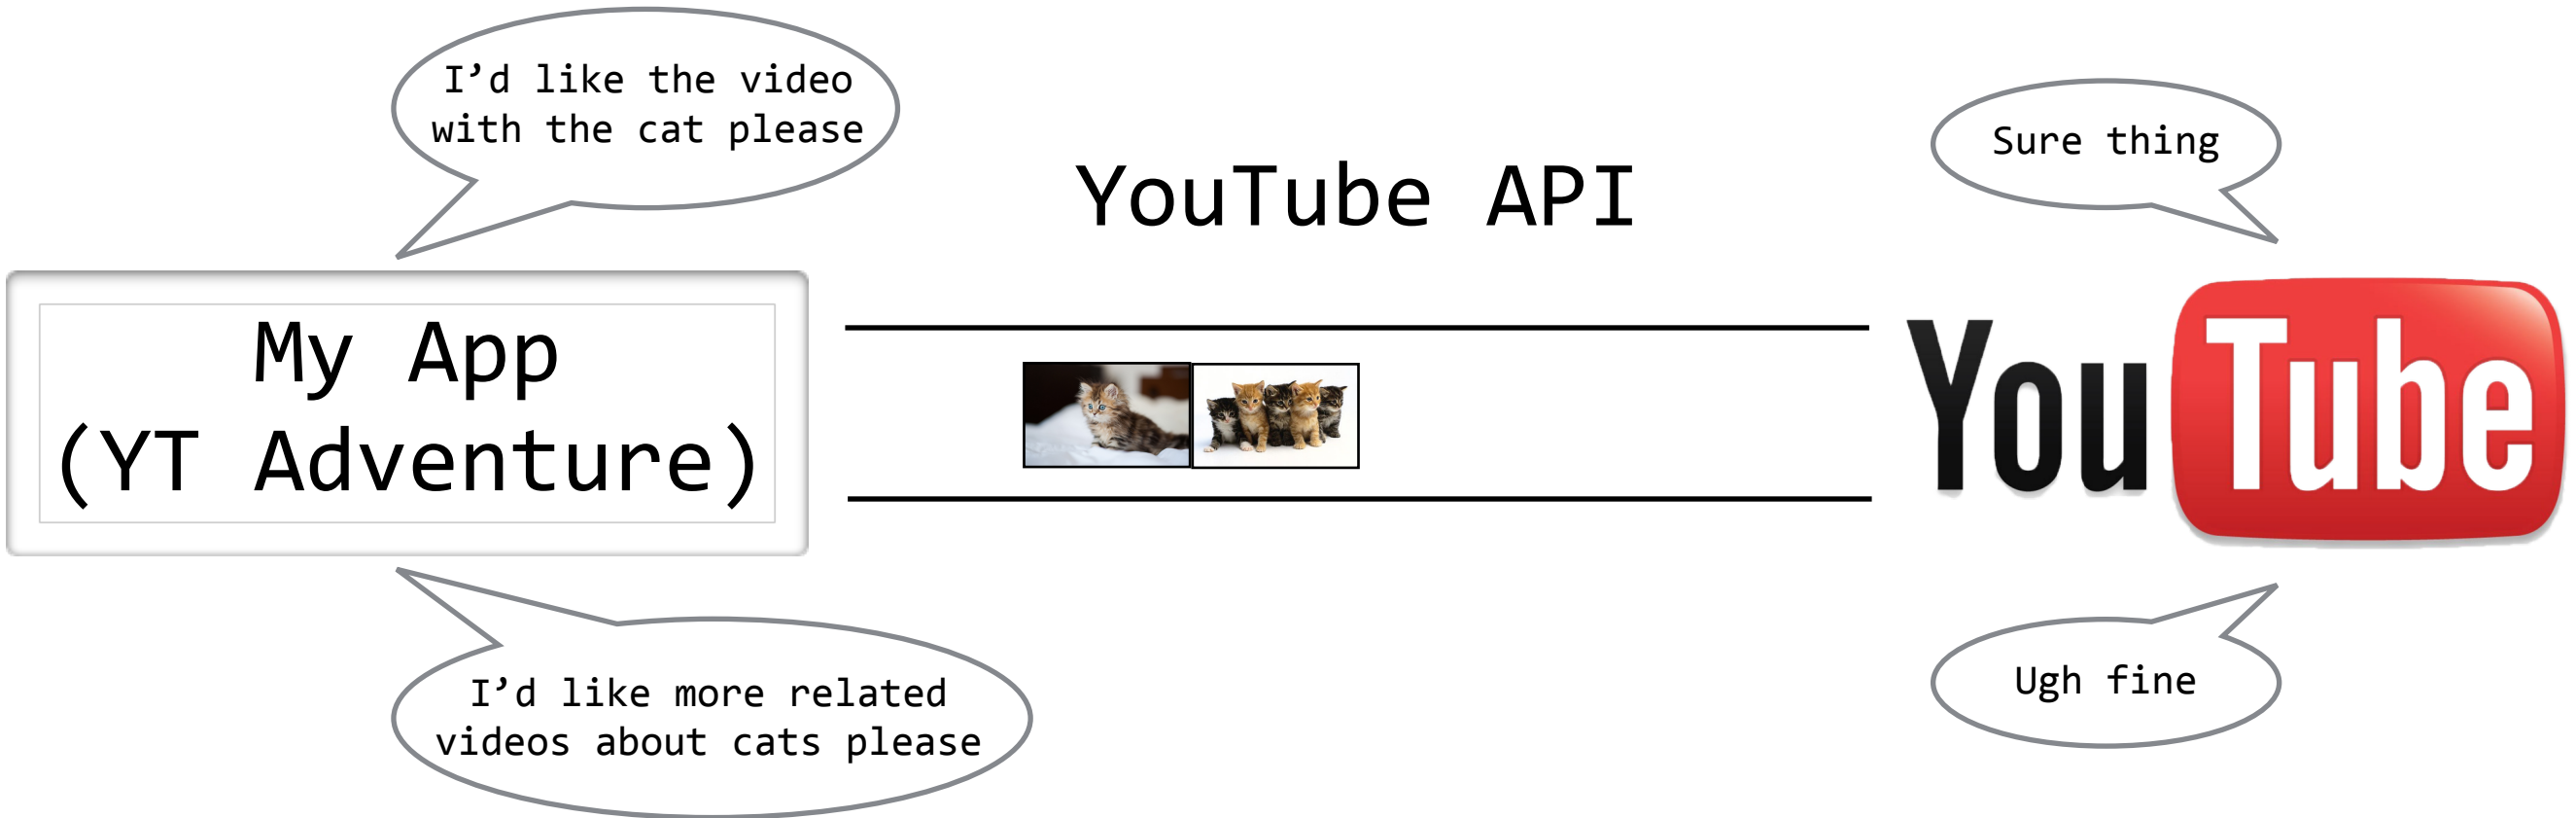 I’d like the video
with the cat please
Sure thing
YouTube API
My App
(YT Adventure)
YouTube
I’d like more related
videos about cats please
Ugh fine